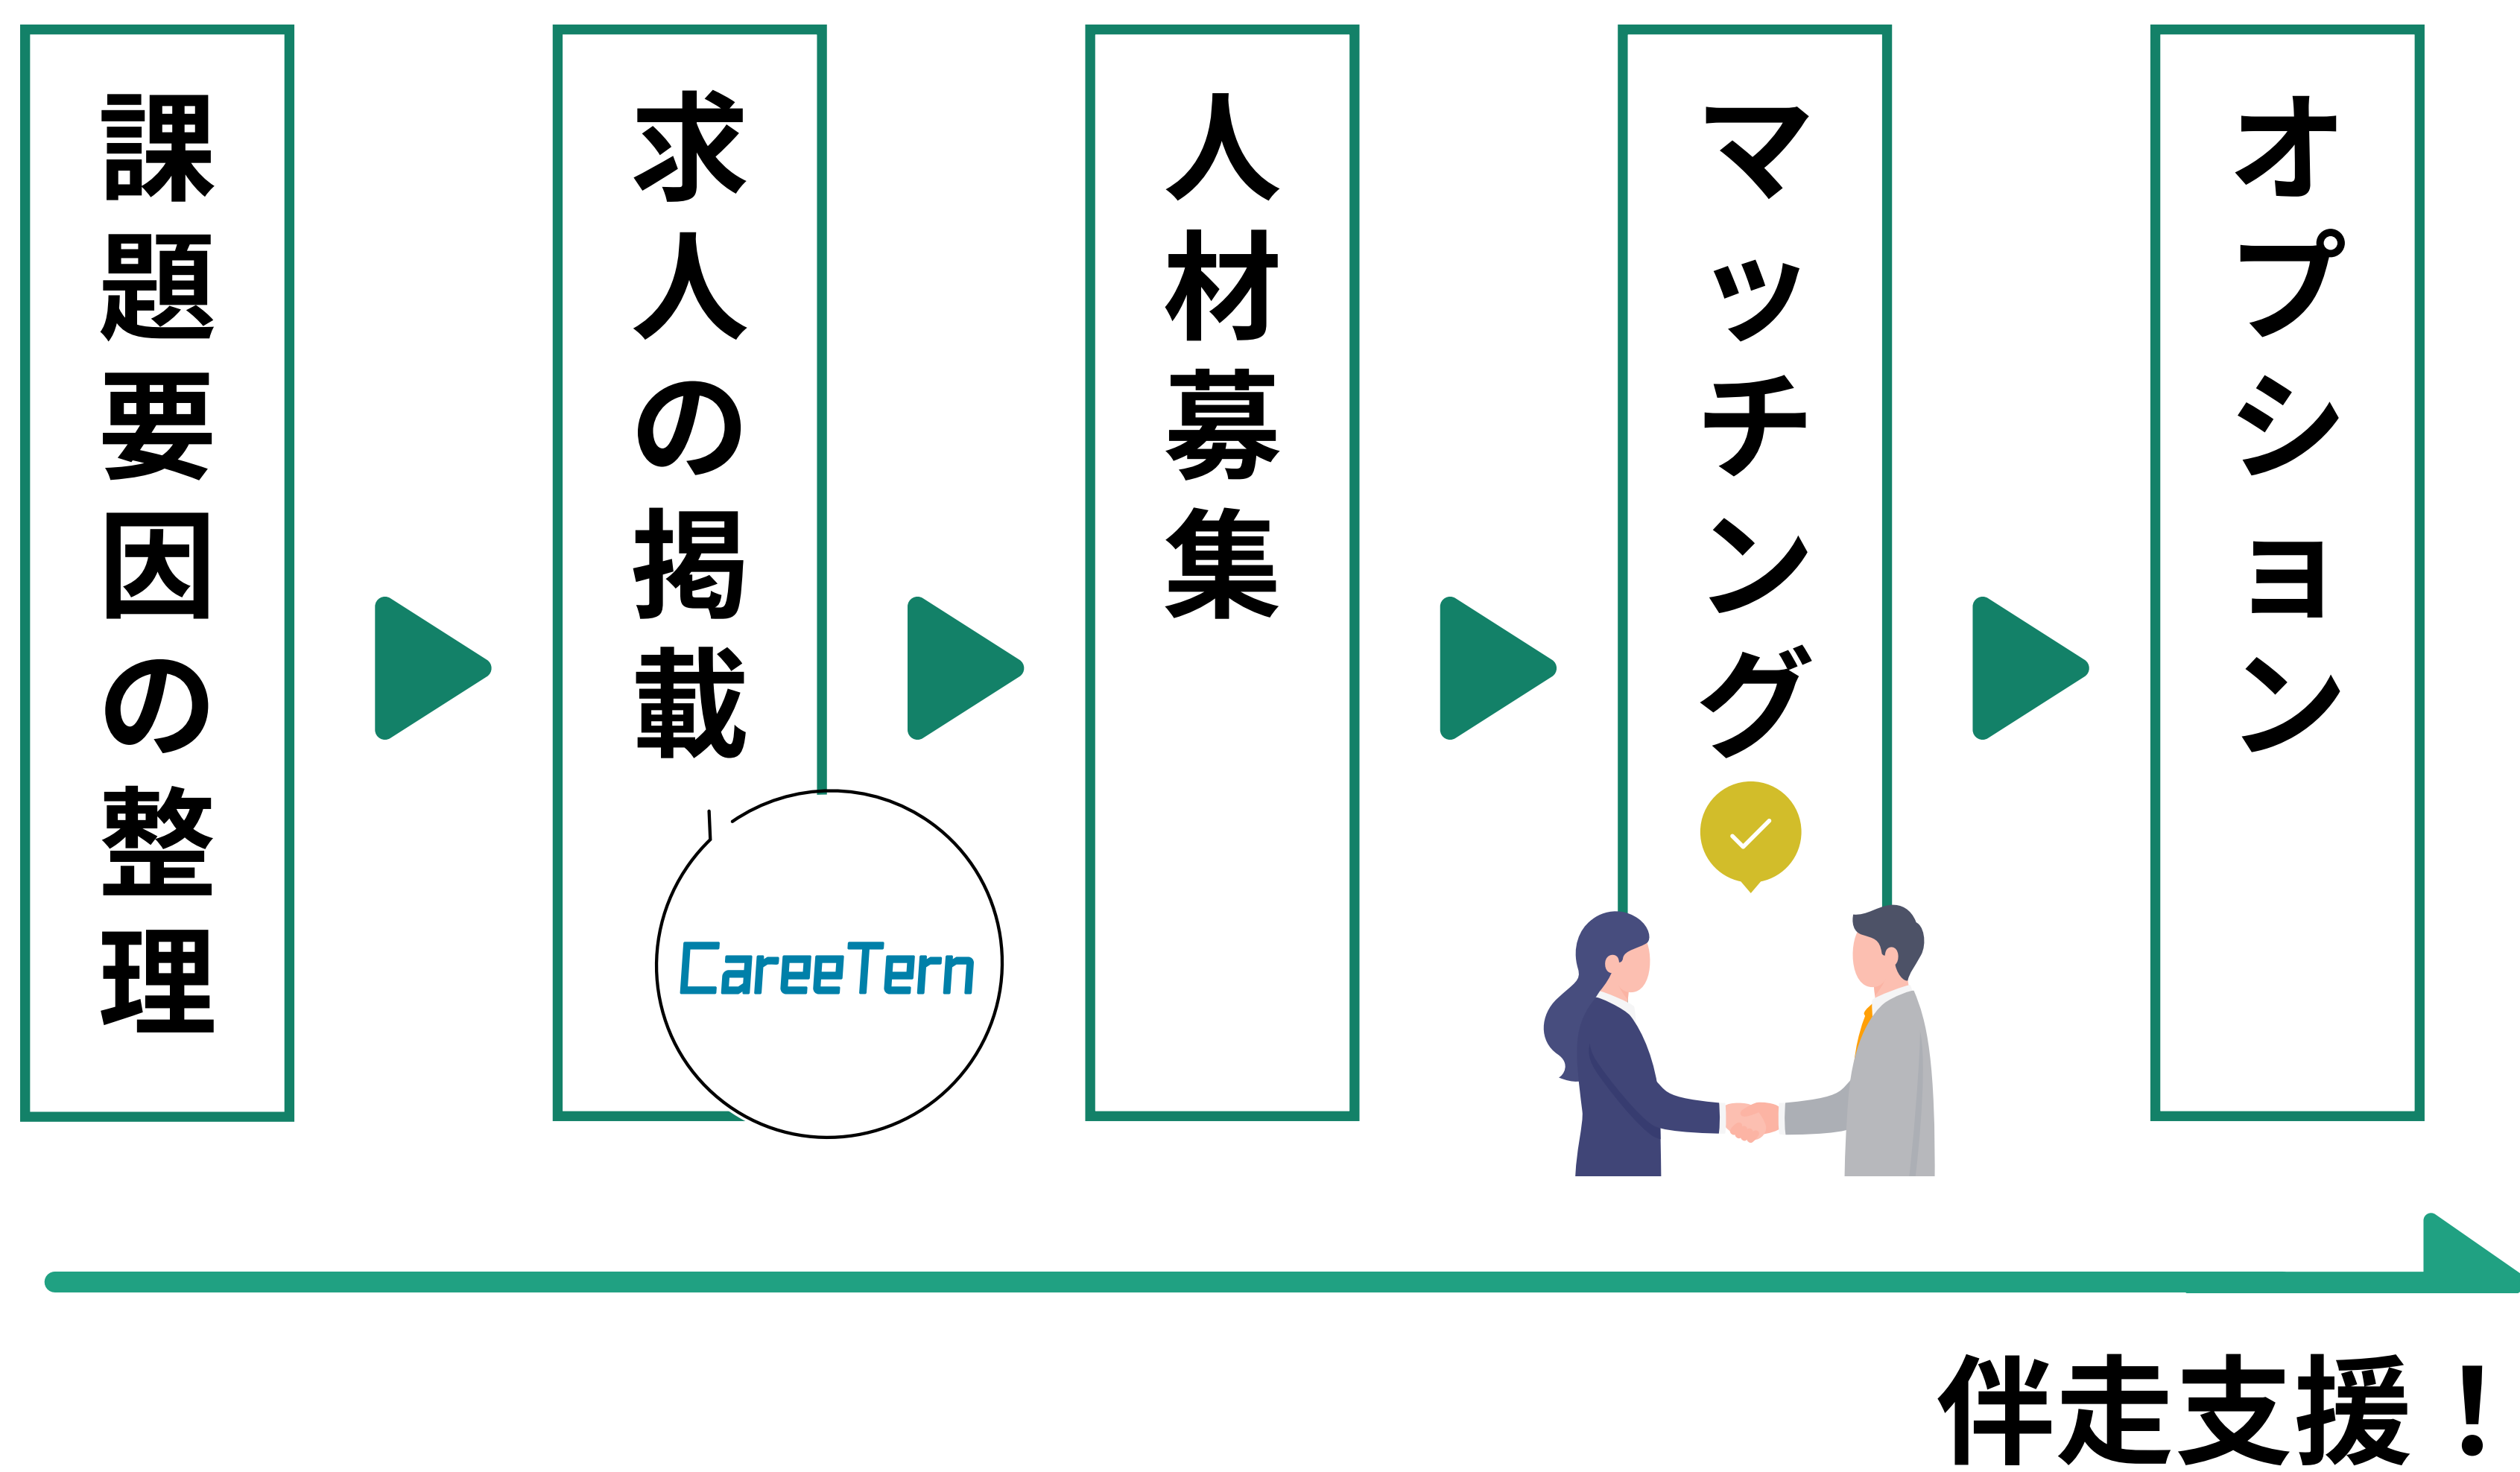 課題要因の整理
求人の掲載
CareeTern
人材募集
マッチング
オプション
伴走支援！